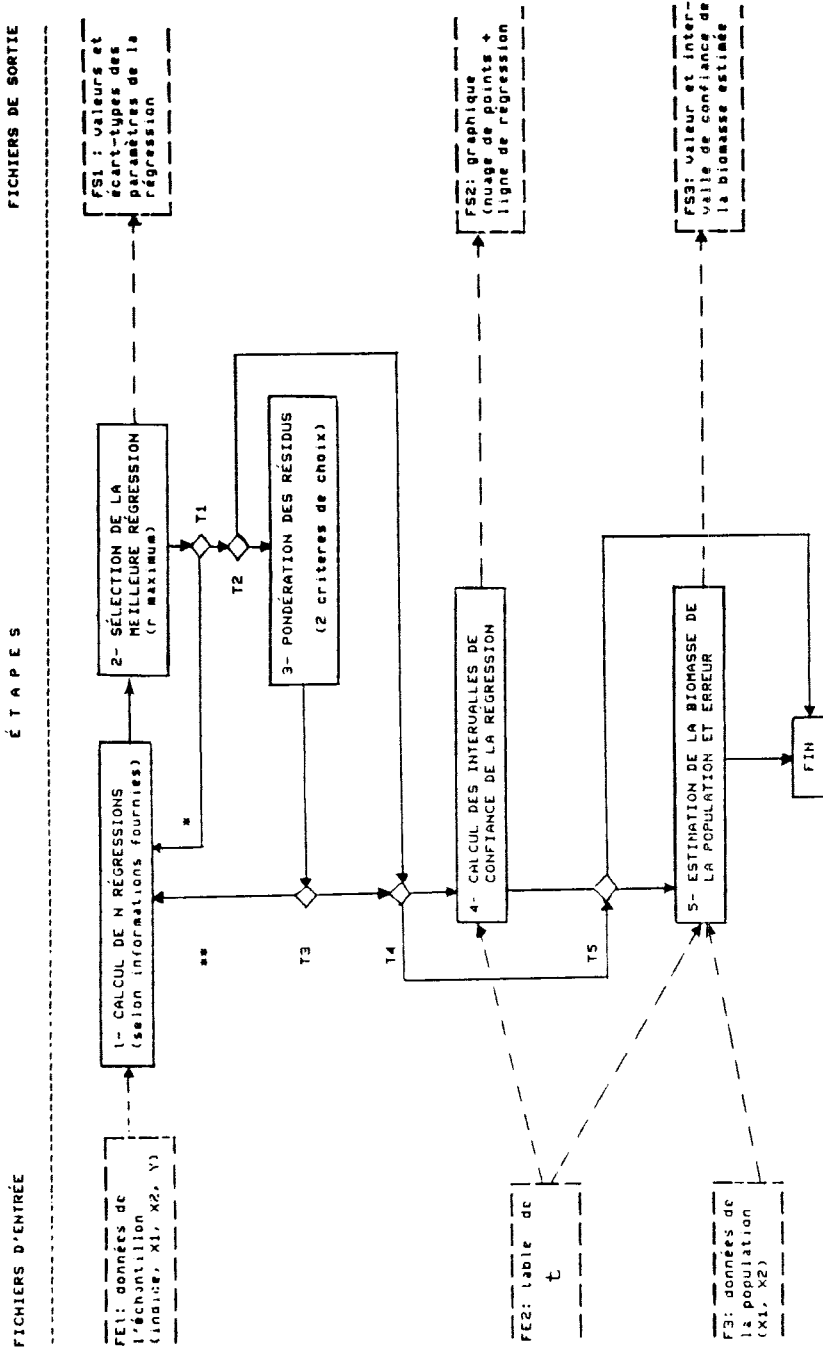 FICHIERS D'ENTRÉE
É T A P E S
FICHIERS DE SORTIE
FE1: données de
l'échantillon
(indice, X1, X2, Y)
1- CALCUL DE N RÉGRESSIONS
(selon informations fournies)
2- SÉLECTION DE LA
MEILLEURE RÉGRESSION
(r maximum)
FS1 : valeurs et
écart-types des
paramètres de la
régression
*
**
T1
T2
3- PONDÉRATION DES RÉSIDUS
(2 criteres de choix)
T3
T4
FE2: table de
t
4- CALCUL DES INTERVALLES DE
CONFIANCE DE LA RÉGRESSION
FS2: graphique
(nuage de points +
ligne de régression
T5
F3: données de
la population
(X1, X2)
5- ESTIMATION DE LA BIOMASSE DE
LA POPULATION ET ERREUR
FS3: valeur et inter-
valle de confiance de
la biomasse estimée
FIN